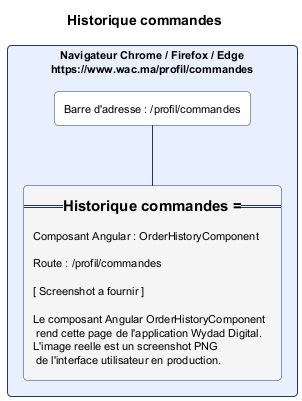 Historique commandes
Navigateur Chrome / Firefox / Edge
https://www.wac.ma/profil/commandes
Barre d'adresse : /profil/commandes
Historique commandes =
Composant Angular : OrderHistoryComponent
Route : /profil/commandes
[ Screenshot a fournir ]
Le composant Angular OrderHistoryComponent
rend cette page de l'application Wydad Digital.
L'image reelle est un screenshot PNG
de l'interface utilisateur en production.